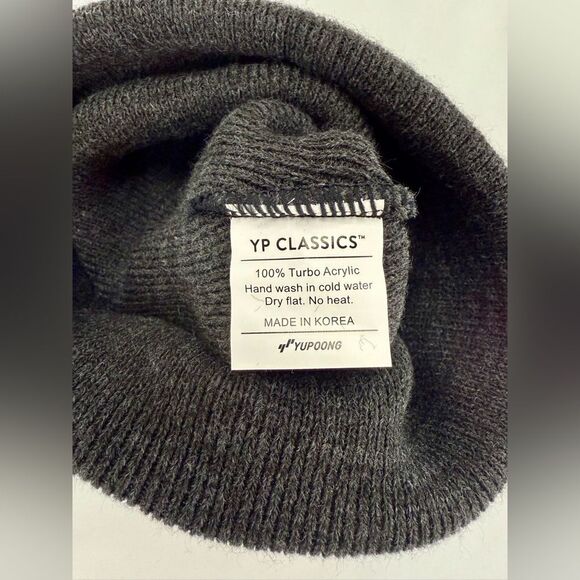 YP CLASSICS™
100% Turbo Acrylic
Hand wash in cold water
Dry flat. No heat.
MADE IN KOREA
YUPOONG